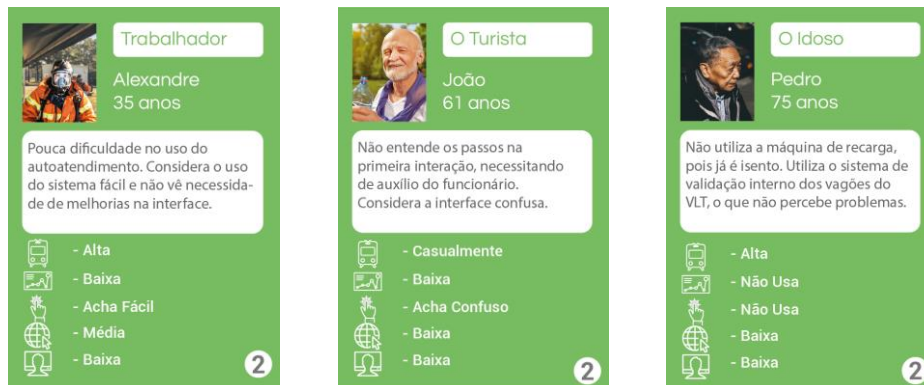 Trabalhador
Alexandre
35 anos
Pouca dificuldade no uso do
autoatendimento. Considera o uso
do sistema fácil e não vê necessida-
de de melhorias na interface.
- Alta
- Baixa
- Acha Fácil
- Média
- Baixa
2
O Turista
João
61 anos
Não entende os passos na
primeira interação, necessitando
de auxílio do funcionário.
Considera a interface confusa.
- Casualmente
- Baixa
- Acha Confuso
- Baixa
- Baixa
2
O Idoso
Pedro
75 anos
Não utiliza a máquina de recarga,
pois já é isento. Utiliza o sistema de
validação interno dos vagões do
VLT, o que não percebe problemas.
- Alta
- Não Usa
- Não Usa
- Baixa
- Baixa
2